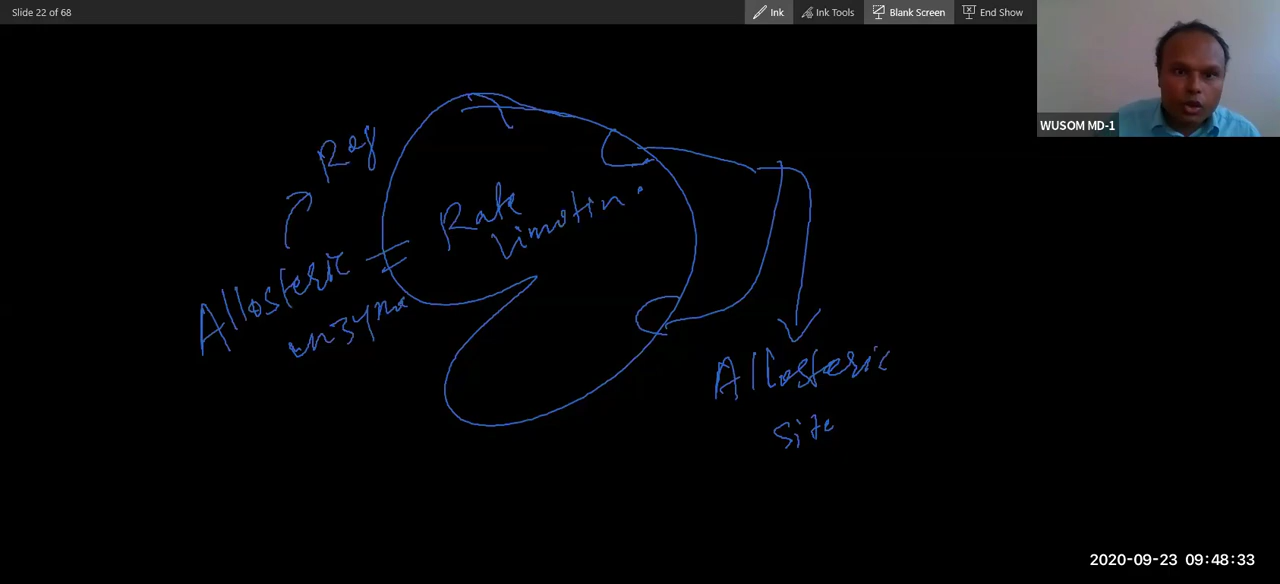 Slide 22 of 68
Ink
Ink Tools
Blank Screen
End Show
WUSOM MD-1
Reg
Rate
Limiting
Allosteric
enzyme
Allosteric
site
2020-09-23 09:48:33